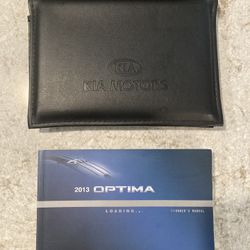 KIA
KIA MOTORS
2013 OPTIMA
LOADING..
OWNER'S MANUAL